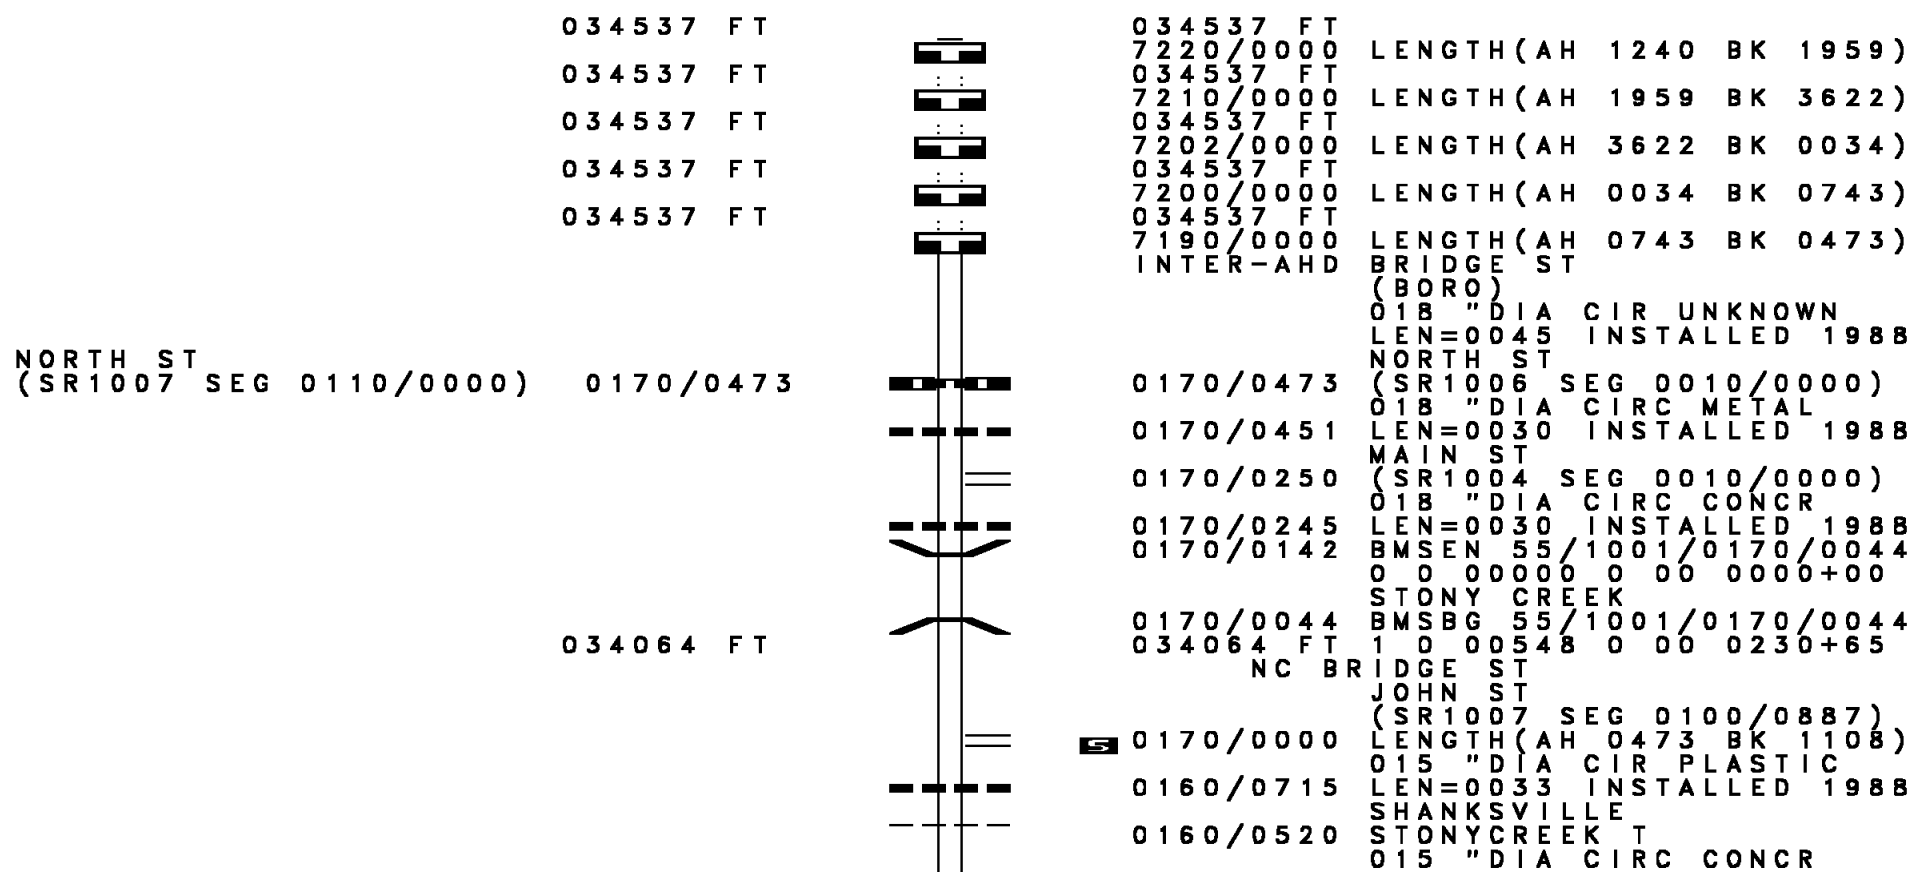 034537 FT 034537 FT
7220/0000 LENGTH(AH 1240 BK 1959)
034537 FT 034537 FT
7210/0000 LENGTH(AH 1959 BK 3622)
034537 FT 034537 FT
7202/0000 LENGTH(AH 3622 BK 0034)
034537 FT 034537 FT
7200/0000 LENGTH(AH 0034 BK 0743)
034537 FT 034537 FT
7190/0000 LENGTH(AH 0743 BK 0473)
INTER-AHD BRIDGE ST
(BORO)
018 "DIA CIR UNKNOWN
LEN=0045 INSTALLED 1988
NORTH ST NORTH ST
(SR1007 SEG 0110/0000) 0170/0473 0170/0473 (SR1006 SEG 0010/0000)
018 "DIA CIRC METAL
0170/0451 LEN=0030 INSTALLED 1988
MAIN ST
0170/0250 (SR1004 SEG 0010/0000)
018 "DIA CIRC CONCR
0170/0245 LEN=0030 INSTALLED 1988
0170/0142 BMSEN 55/1001/0170/0044
0 0 00000 0 00 0000+00
STONY CREEK
0170/0044 BMSBG 55/1001/0170/0044
034064 FT 034064 FT 1 0 00548 0 00 0230+65
NC BRIDGE ST
JOHN ST
(SR1007 SEG 0100/0887)
S 0170/0000 LENGTH(AH 0473 BK 1108)
015 "DIA CIR PLASTIC
0160/0715 LEN=0033 INSTALLED 1988
SHANKSVILLE
0160/0520 STONYCREEK T
015 "DIA CIRC CONCR